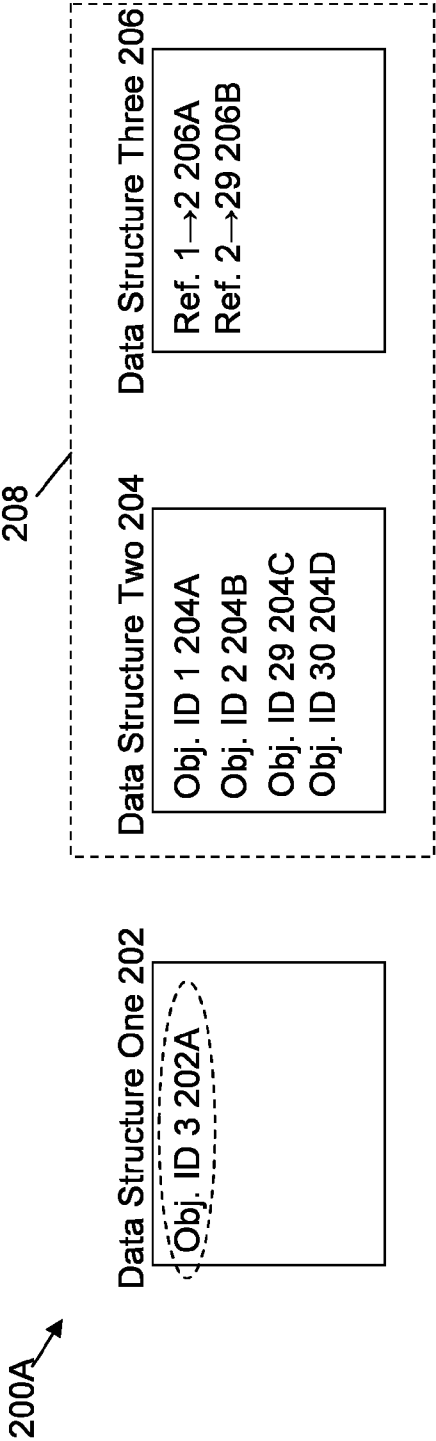 200A
208
Data Structure One 202
Obj. ID 3 202A
Data Structure Two 204
Obj. ID 1 204A
Obj. ID 2 204B
Obj. ID 29 204C
Obj. ID 30 204D
Data Structure Three 206
Ref. 1→2 206A
Ref. 2→29 206B